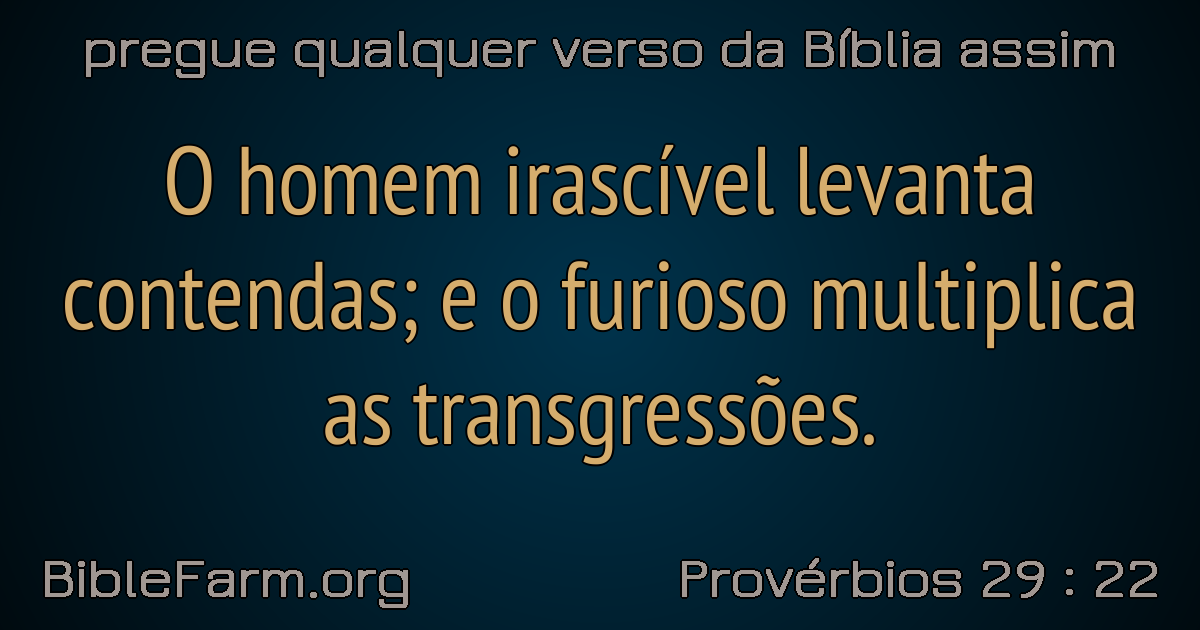 pregue qualquer verso da Bíblia assim
O homem irascível levanta
contendas; e o furioso multiplica
as transgressões.
BibleFarm.org
Provérbios 29 : 22